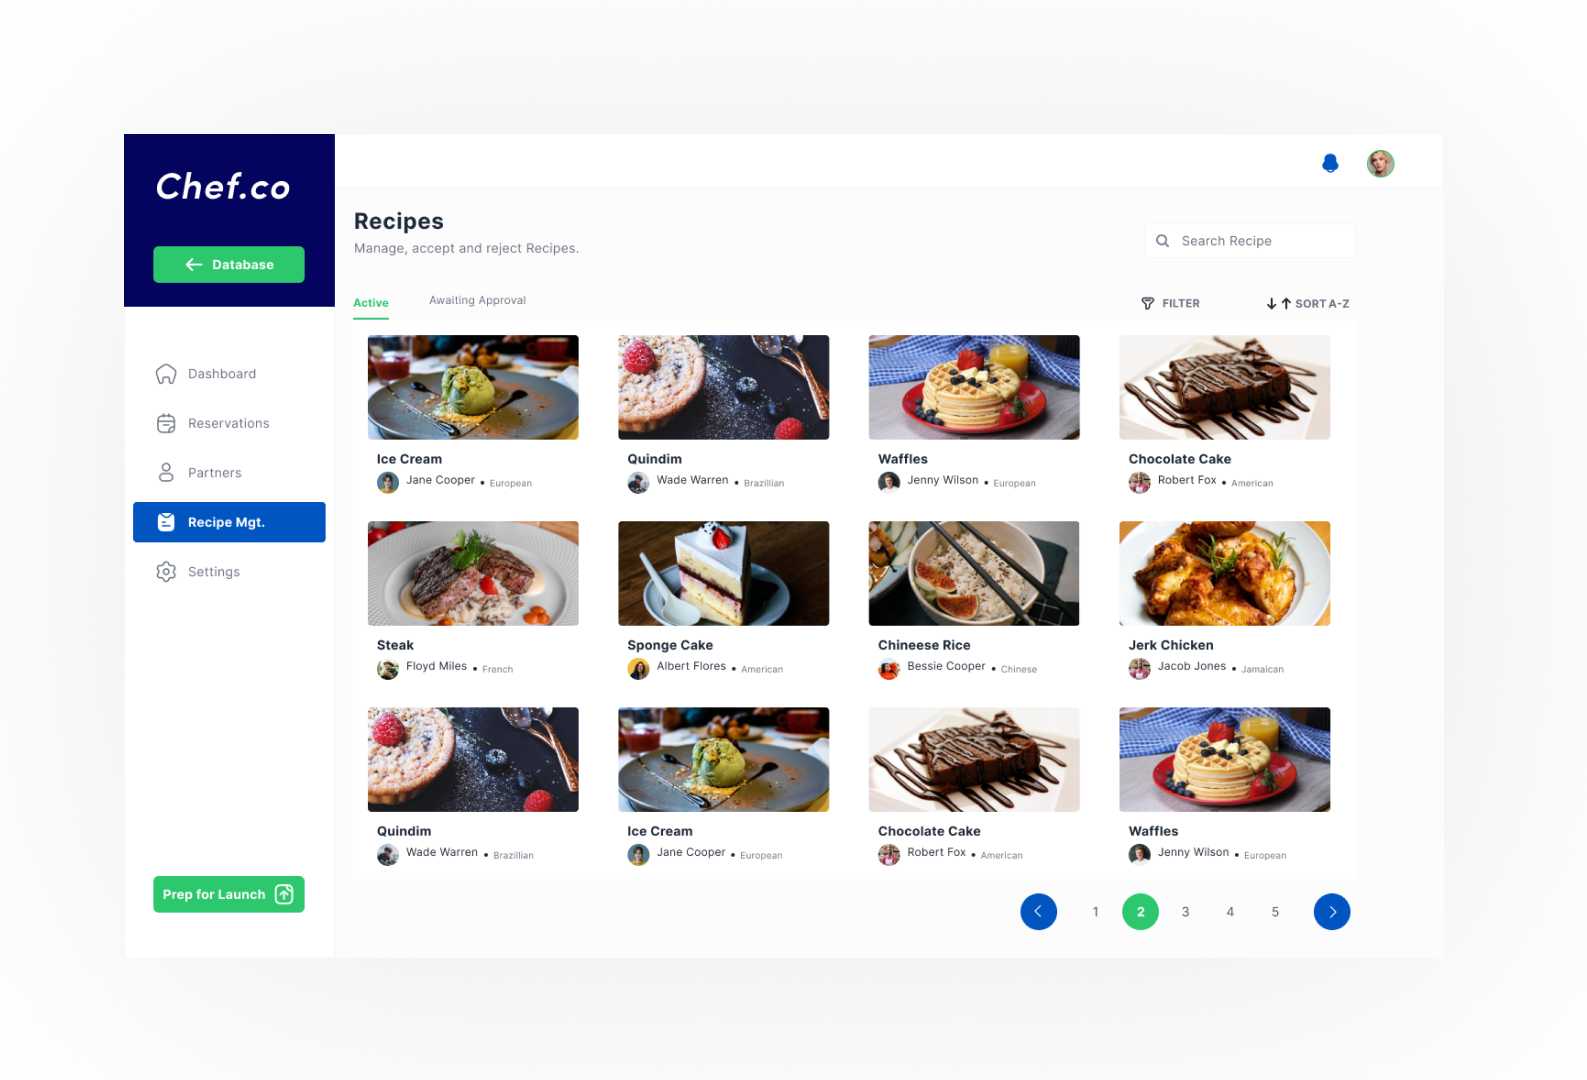 Chef.co
Database
Dashboard
Reservations
Partners
Recipe Mgt.
Settings
Prep for Launch
Recipes
Manage, accept and reject Recipes.
Search Recipe
Active
Awaiting Approval
FILTER
SORT A-Z
Ice Cream
Jane Cooper • European
Quindim
Wade Warren • Brazillian
Waffles
Jenny Wilson • European
Chocolate Cake
Robert Fox • American
Steak
Floyd Miles • French
Sponge Cake
Albert Flores • American
Chineese Rice
Bessie Cooper • Chinese
Jerk Chicken
Jacob Jones • Jamaican
Quindim
Wade Warren • Brazillian
Ice Cream
Jane Cooper • European
Chocolate Cake
Robert Fox • American
Waffles
Jenny Wilson • European
1 2 3 4 5